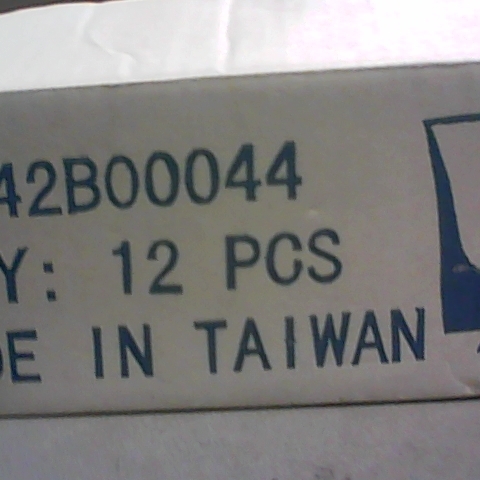 42B00044
Y: 12 PCS
DE IN TAIWAN